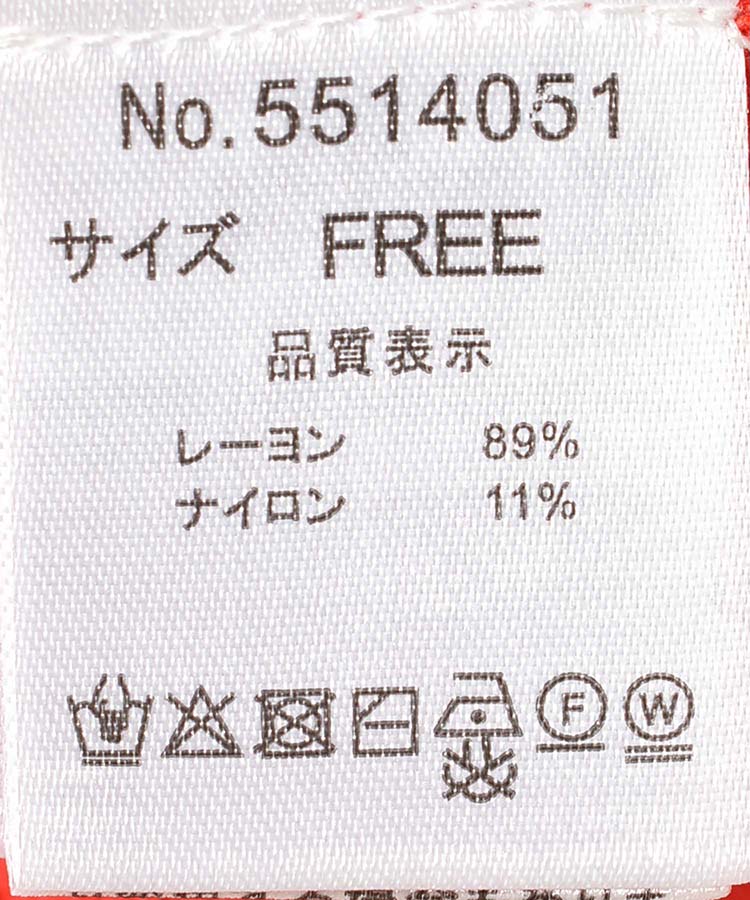 No.5514051
サイズ FREE
品質表示
レーヨン 89%
ナイロン 11%
F W